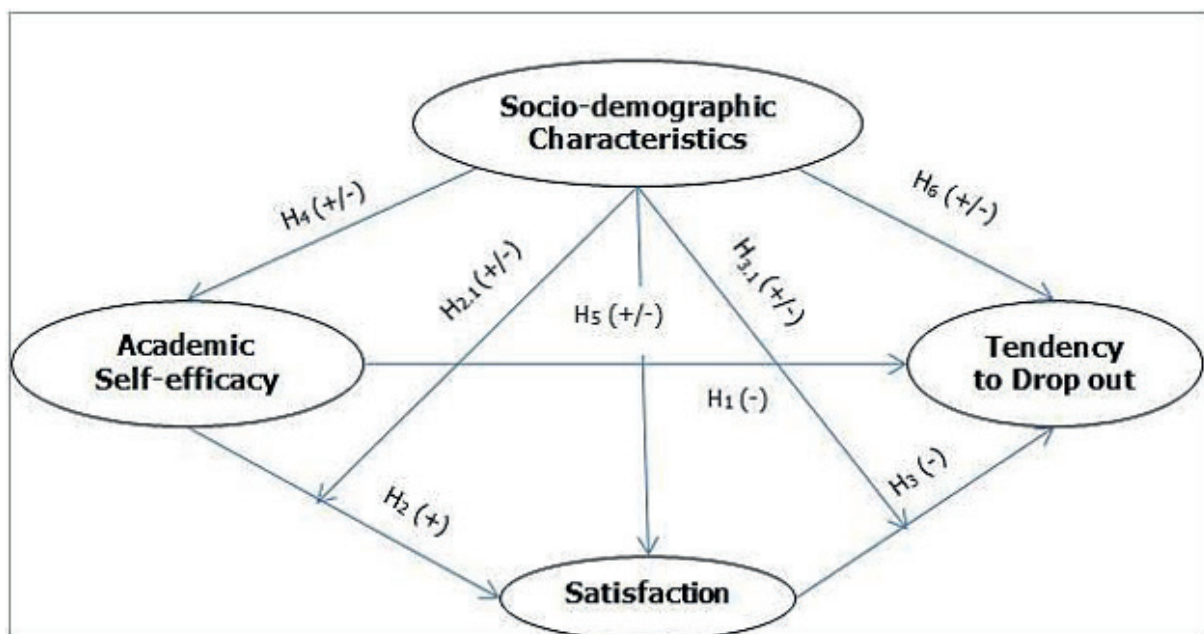 Socio-demographic
Characteristics
H4 (+/-)
H6 (+/-)
H2.1 (+/-)
H5 (+/-)
H3.1 (+/-)
Academic
Self-efficacy
Tendency
to Drop out
H1 (-)
H2 (+)
H3 (-)
Satisfaction